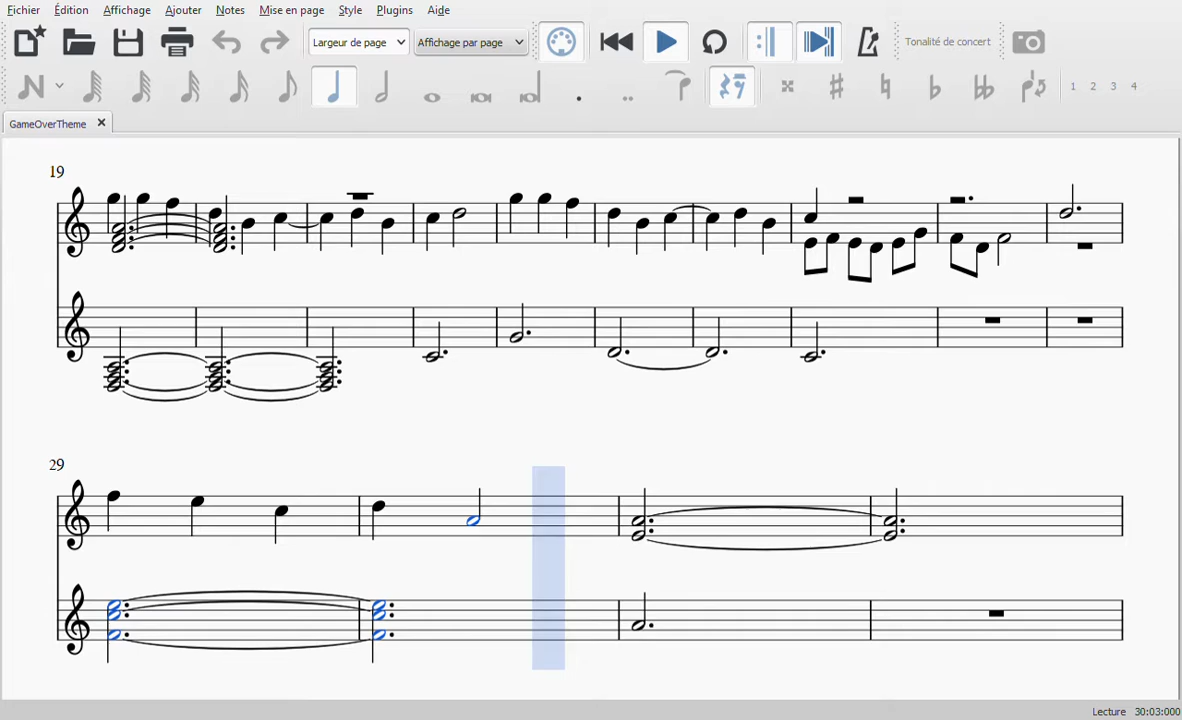 Fichier Édition Affichage Ajouter Notes Mise en page Style Plugins Aide
Largeur de page Affichage par page Tonalité de concert
1 2 3 4
GameOverTheme
19
29
Lecture 30:03:000